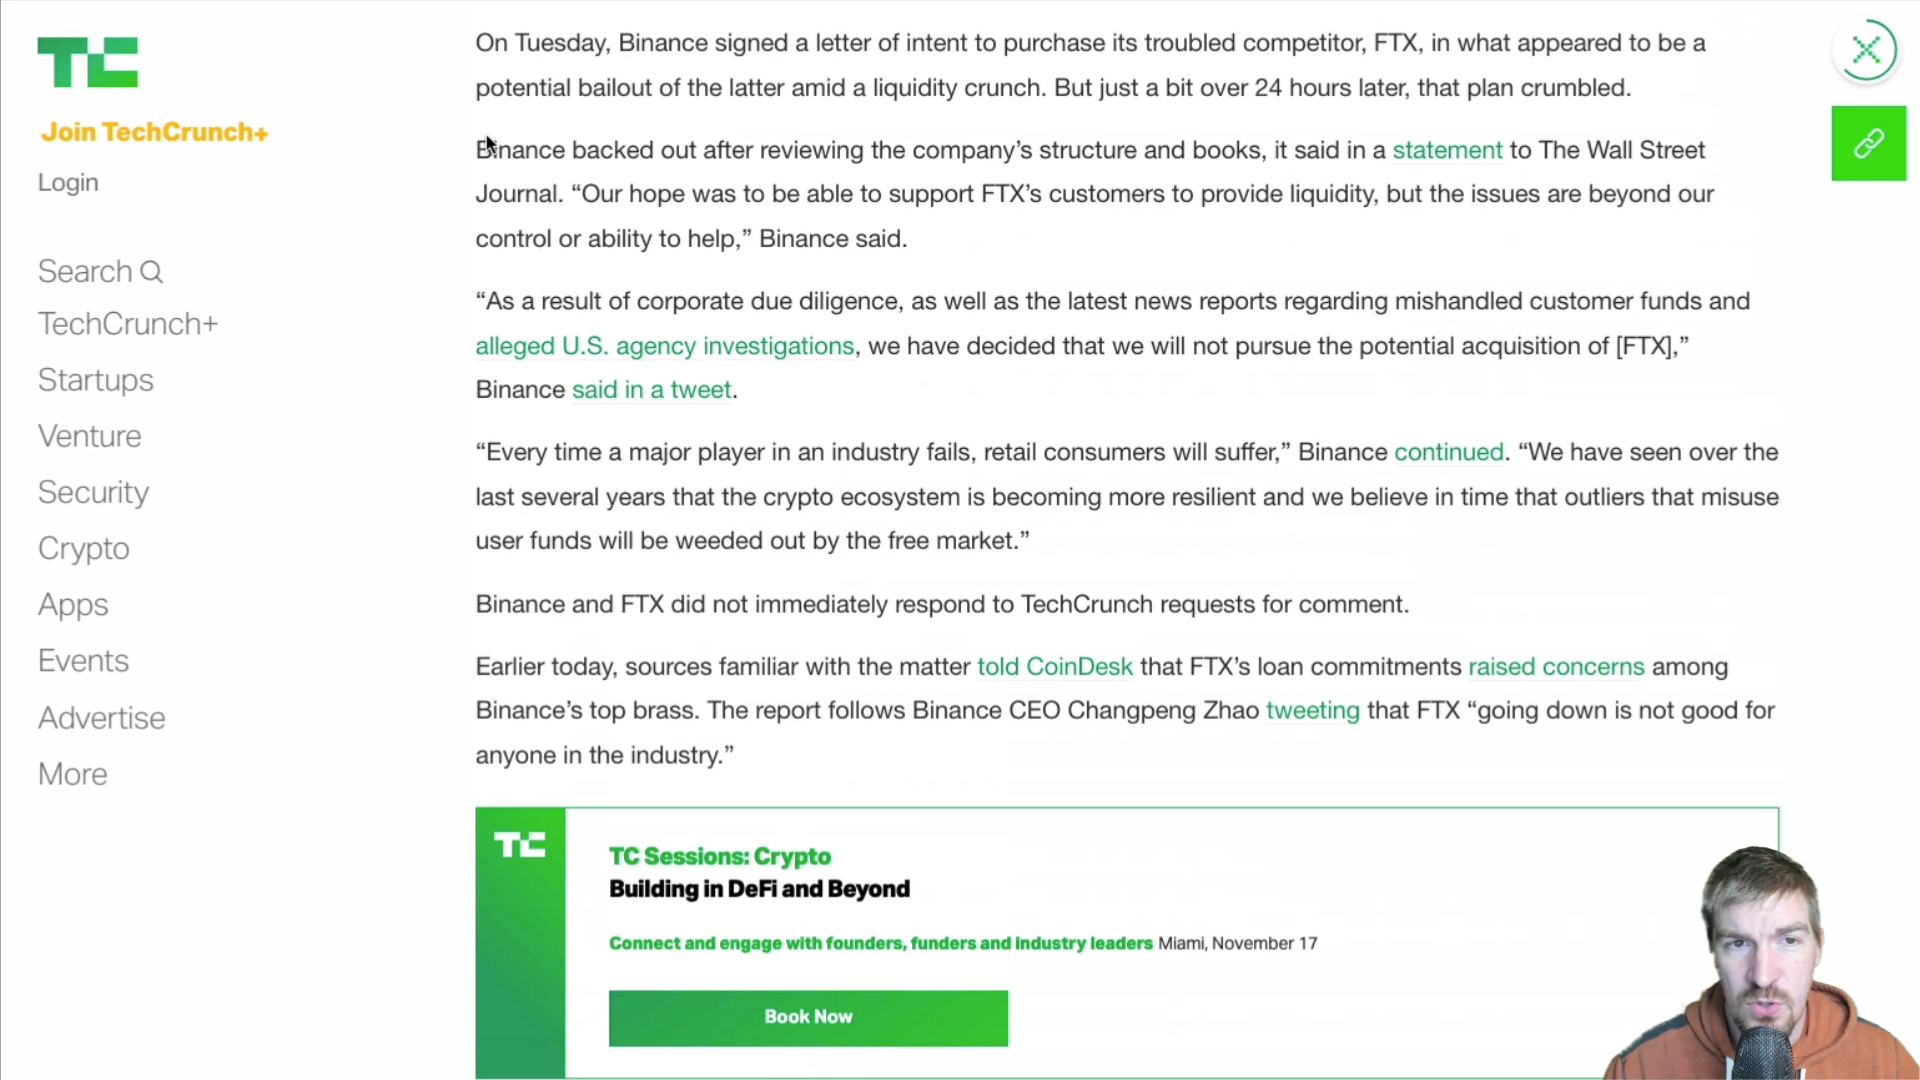 TC
Join TechCrunch+
Login
Search
TechCrunch+
Startups
Venture
Security
Crypto
Apps
Events
Advertise
More
On Tuesday, Binance signed a letter of intent to purchase its troubled competitor, FTX, in what appeared to be a
potential bailout of the latter amid a liquidity crunch. But just a bit over 24 hours later, that plan crumbled.
Binance backed out after reviewing the company’s structure and books, it said in a statement to The Wall Street
Journal. “Our hope was to be able to support FTX’s customers to provide liquidity, but the issues are beyond our
control or ability to help,” Binance said.
“As a result of corporate due diligence, as well as the latest news reports regarding mishandled customer funds and
alleged U.S. agency investigations, we have decided that we will not pursue the potential acquisition of [FTX],”
Binance said in a tweet.
“Every time a major player in an industry fails, retail consumers will suffer,” Binance continued. “We have seen over the
last several years that the crypto ecosystem is becoming more resilient and we believe in time that outliers that misuse
user funds will be weeded out by the free market.”
Binance and FTX did not immediately respond to TechCrunch requests for comment.
Earlier today, sources familiar with the matter told CoinDesk that FTX’s loan commitments raised concerns among
Binance’s top brass. The report follows Binance CEO Changpeng Zhao tweeting that FTX “going down is not good for
anyone in the industry.”
TC
TC Sessions: Crypto
Building in DeFi and Beyond
Connect and engage with founders, funders and industry leaders Miami, November 17
Book Now